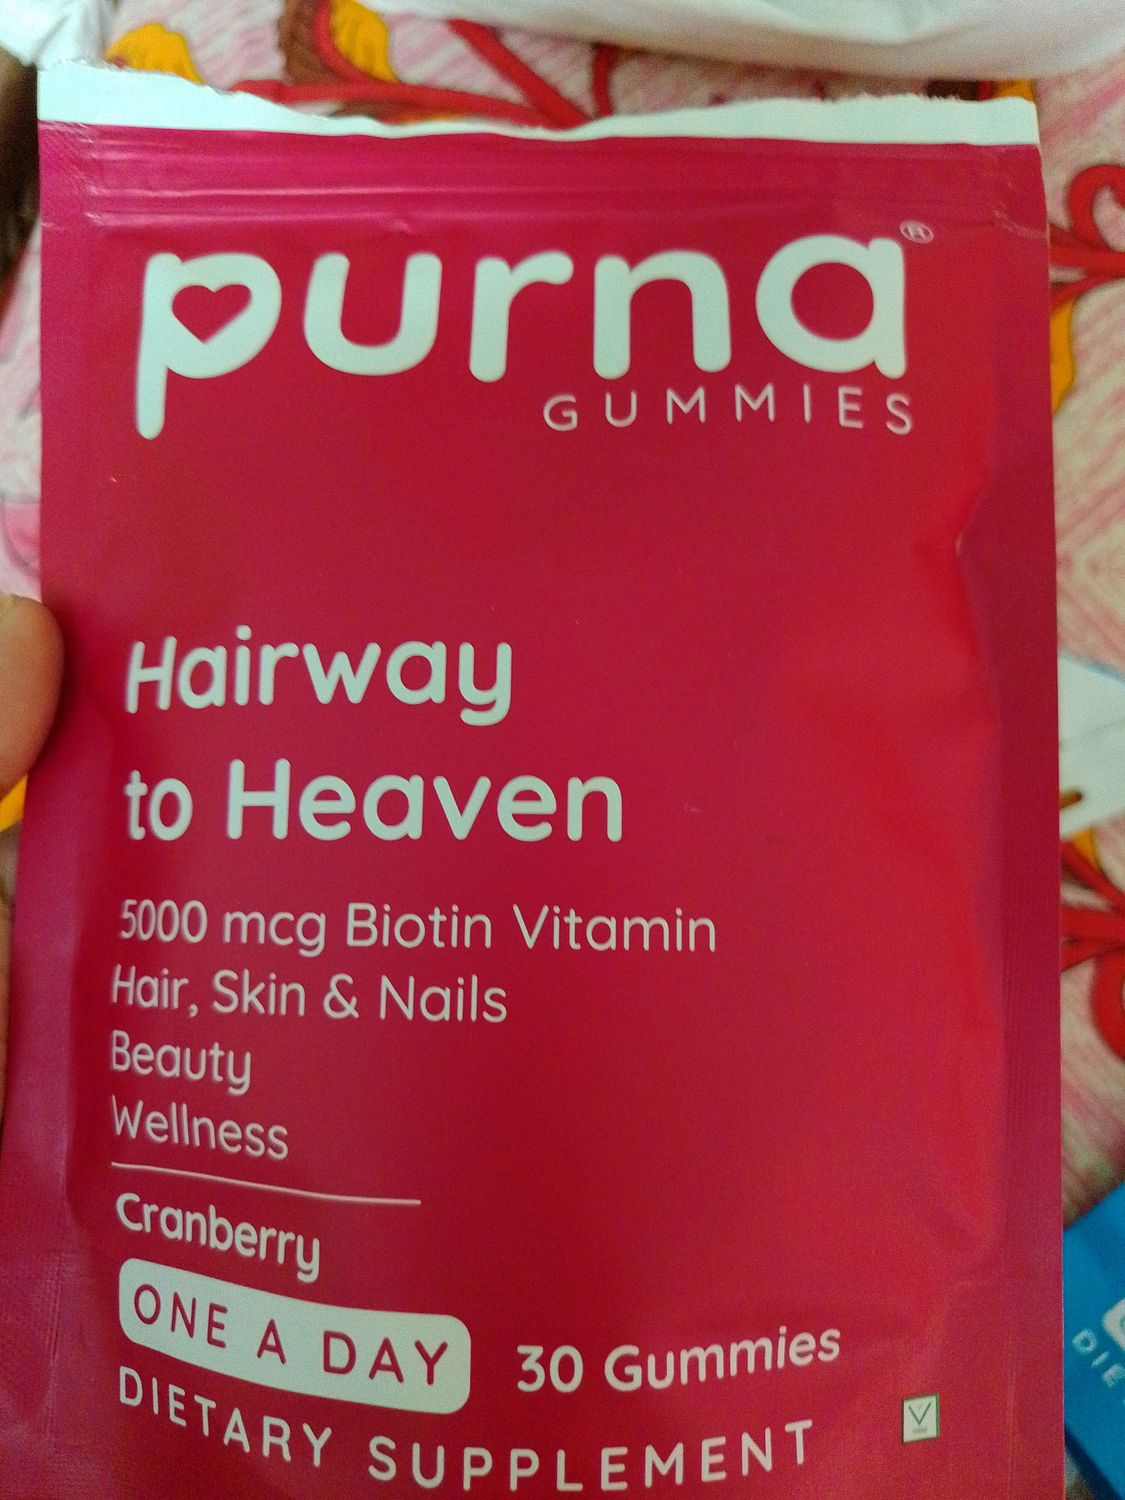 purna®
GUMMIES
Hairway
to Heaven
5000 mcg Biotin Vitamin
Hair, Skin & Nails
Beauty
Wellness
Cranberry
ONE A DAY
30 Gummies
DIETARY SUPPLEMENT
DIE